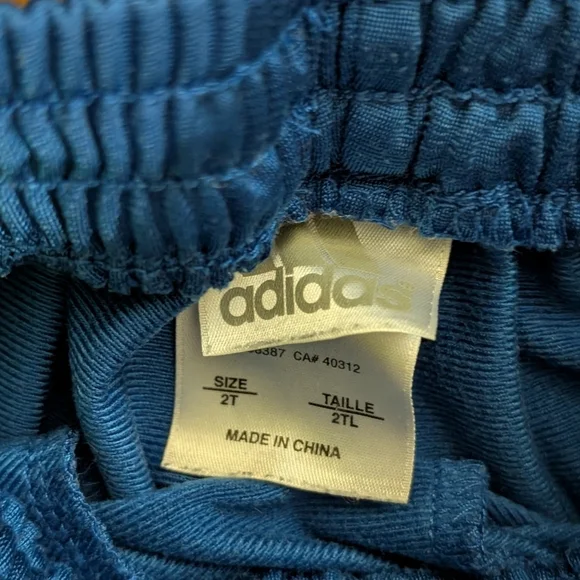 adidas
CA# 40312
SIZE TAILLE
2T 2TL
MADE IN CHINA